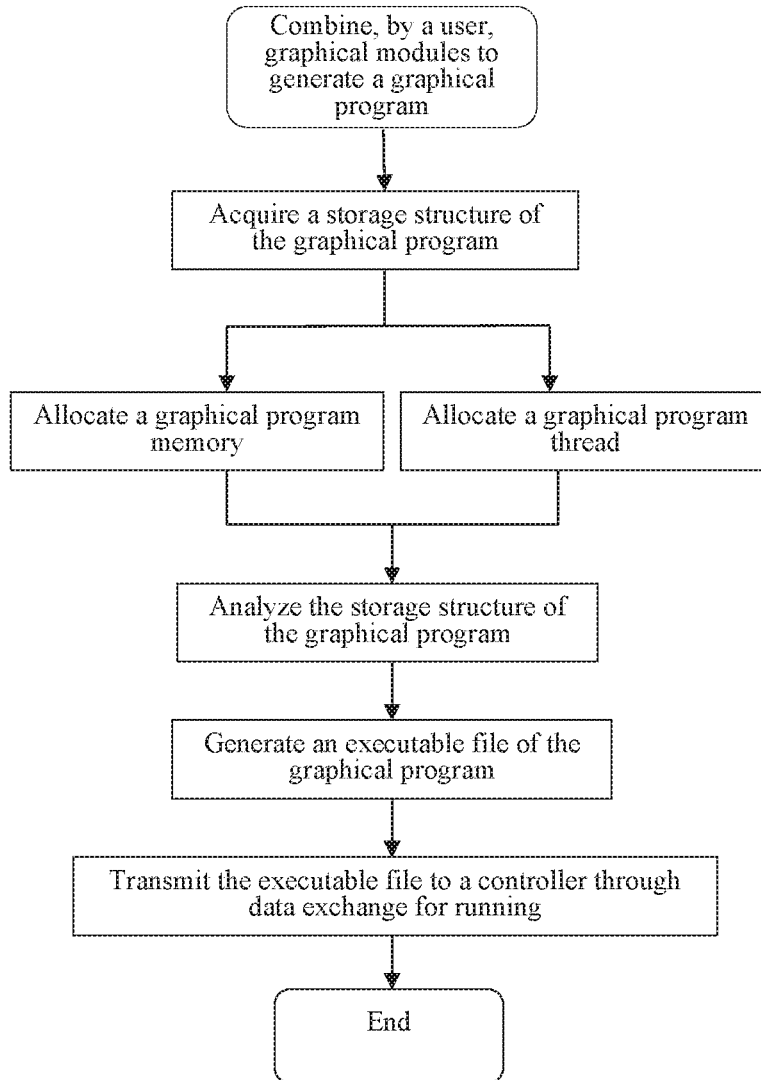 Combine, by a user,
graphical modules to
generate a graphical
program
Acquire a storage structure of
the graphical program
Allocate a graphical program
memory
Allocate a graphical program
thread
Analyze the storage structure of
the graphical program
Generate an executable file of the
graphical program
Transmit the executable file to a controller through
data exchange for running
End